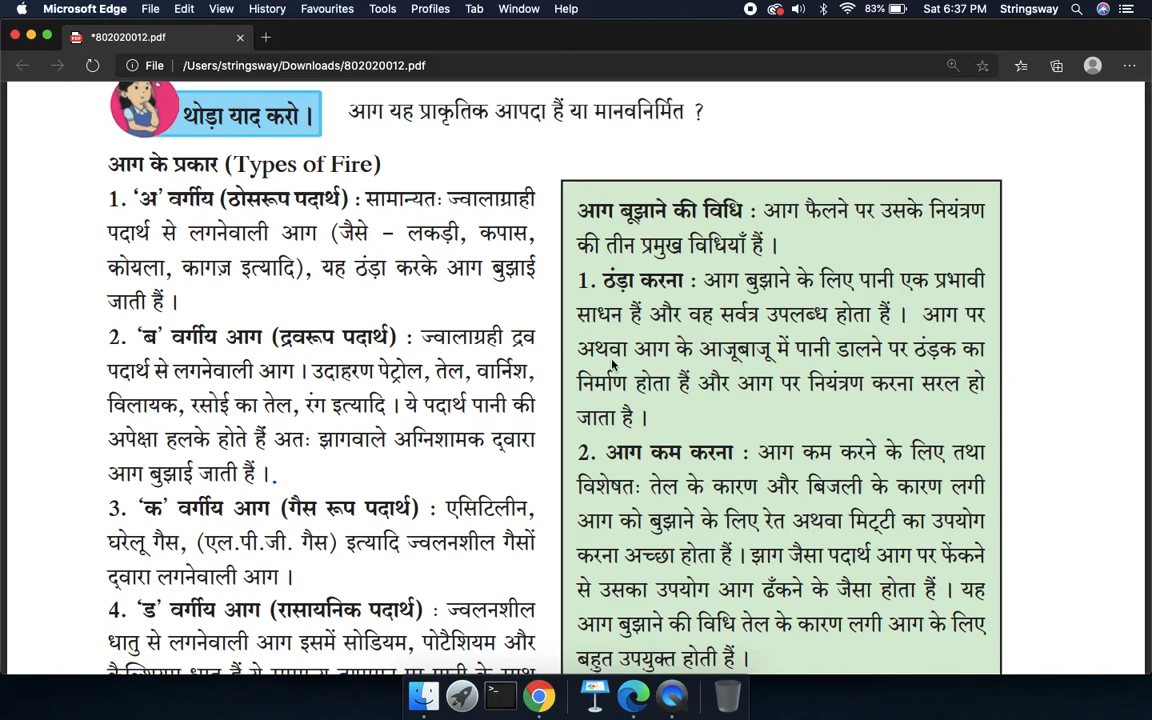 Microsoft Edge File Edit View History Favourites Tools Profiles Tab Window Help 83% Sat 6:37 PM Stringsway
*802020012.pdf
File /Users/stringsway/Downloads/802020012.pdf
थोड़ा याद करो । आग यह प्राकृतिक आपदा हैं या मानवनिर्मित ?
आग के प्रकार (Types of Fire)
1. ‘अ’ वर्गीय (ठोसरूप पदार्थ) : सामान्यतः ज्वालाग्राही
पदार्थ से लगनेवाली आग (जैसे - लकड़ी, कपास,
कोयला, कागज़ इत्यादि), यह ठंड़ा करके आग बुझाई
जाती हैं ।
2. ‘ब’ वर्गीय आग (द्रवरूप पदार्थ) : ज्वालाग्रही द्रव
पदार्थ से लगनेवाली आग । उदाहरण पेट्रोल, तेल, वार्निश,
विलायक, रसोई का तेल, रंग इत्यादि । ये पदार्थ पानी की
अपेक्षा हलके होते हैं अतः झागवाले अग्निशामक द्वारा
आग बुझाई जाती हैं ।
3. ‘क’ वर्गीय आग (गैस रूप पदार्थ) : एसिटिलीन,
घरेलू गैस, (एल.पी.जी. गैस) इत्यादि ज्वलनशील गैसों
द्वारा लगनेवाली आग ।
4. ‘ड’ वर्गीय आग (रासायनिक पदार्थ) : ज्वलनशील
धातु से लगनेवाली आग इसमें सोडियम, पोटैशियम और
आग बूझाने की विधि : आग फैलने पर उसके नियंत्रण
की तीन प्रमुख विधियाँ हैं ।
1. ठंड़ा करना : आग बुझाने के लिए पानी एक प्रभावी
साधन हैं और वह सर्वत्र उपलब्ध होता हैं । आग पर
अथवा आग के आजूबाजू में पानी डालने पर ठंड़क का
निर्माण होता हैं और आग पर नियंत्रण करना सरल हो
जाता है ।
2. आग कम करना : आग कम करने के लिए तथा
विशेषतः तेल के कारण और बिजली के कारण लगी
आग को बुझाने के लिए रेत अथवा मिट्टी का उपयोग
करना अच्छा होता हैं । झाग जैसा पदार्थ आग पर फेंकने
से उसका उपयोग आग ढँकने के जैसा होता हैं । यह
आग बुझाने की विधि तेल के कारण लगी आग के लिए
बहुत उपयुक्त होती हैं ।